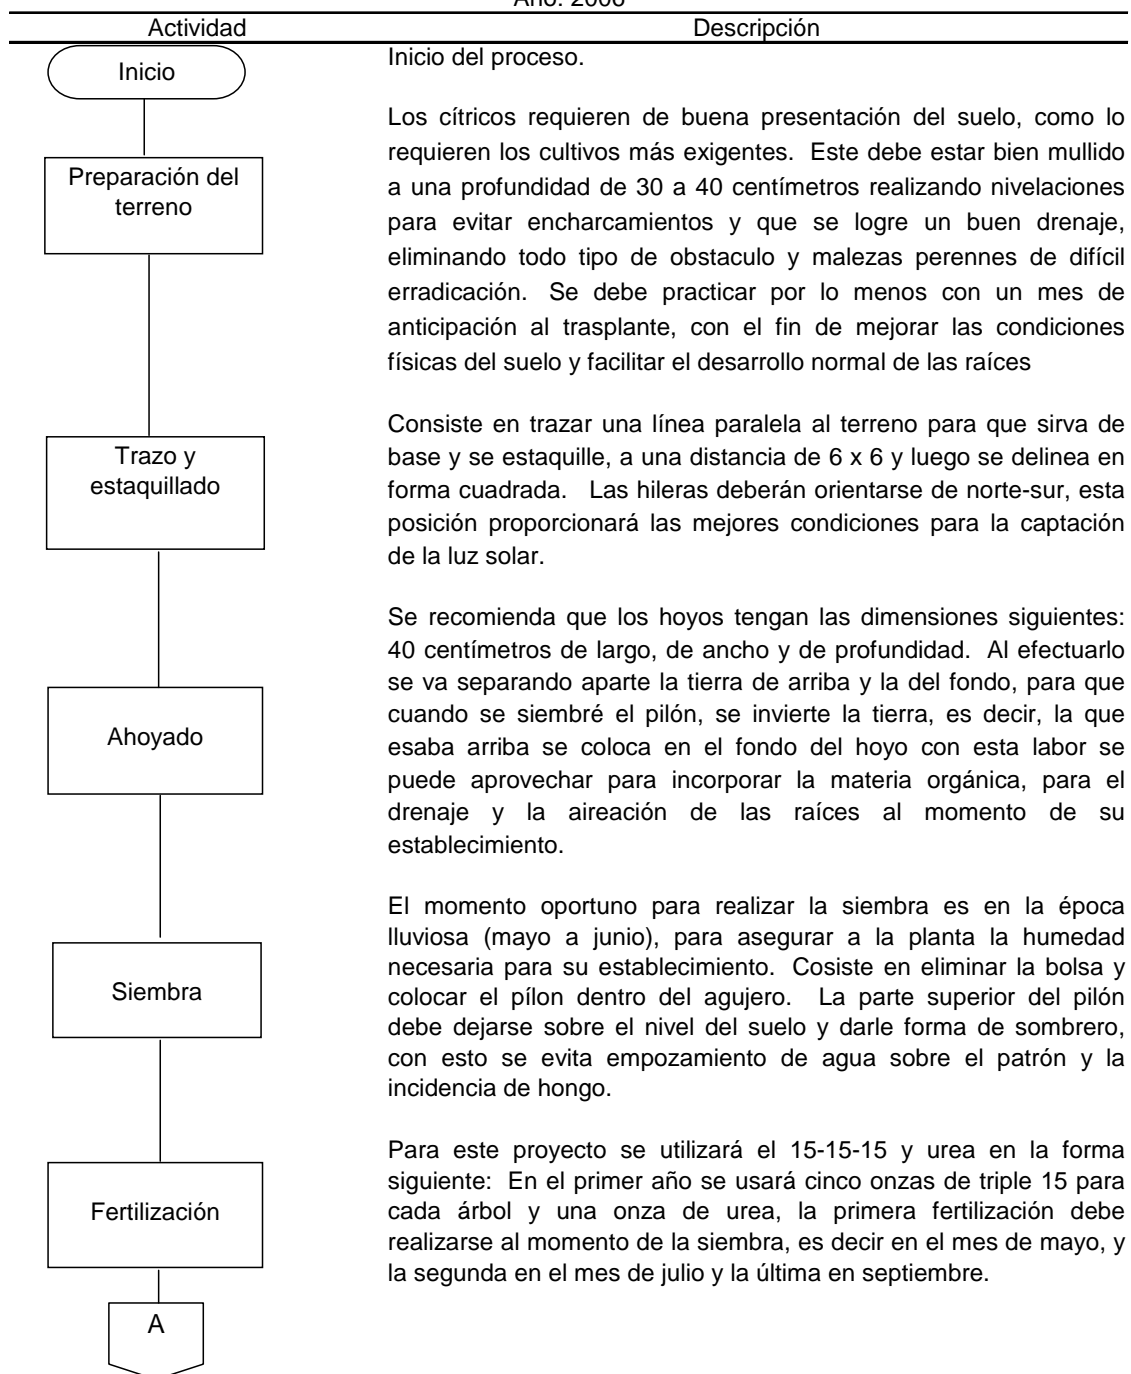 Año: 2006
Actividad
Descripción
Inicio
Inicio del proceso.
Preparación del
terreno
Los cítricos requieren de buena presentación del suelo, como lo
requieren los cultivos más exigentes. Este debe estar bien mullido
a una profundidad de 30 a 40 centímetros realizando nivelaciones
para evitar encharcamientos y que se logre un buen drenaje,
eliminando todo tipo de obstaculo y malezas perennes de difícil
erradicación. Se debe practicar por lo menos con un mes de
anticipación al trasplante, con el fin de mejorar las condiciones
físicas del suelo y facilitar el desarrollo normal de las raíces
Trazo y
estaquillado
Consiste en trazar una línea paralela al terreno para que sirva de
base y se estaquille, a una distancia de 6 x 6 y luego se delinea en
forma cuadrada. Las hileras deberán orientarse de norte-sur, esta
posición proporcionará las mejores condiciones para la captación
de la luz solar.
Ahoyado
Se recomienda que los hoyos tengan las dimensiones siguientes:
40 centímetros de largo, de ancho y de profundidad. Al efectuarlo
se va separando aparte la tierra de arriba y la del fondo, para que
cuando se siembré el pilón, se invierte la tierra, es decir, la que
esaba arriba se coloca en el fondo del hoyo con esta labor se
puede aprovechar para incorporar la materia orgánica, para el
drenaje y la aireación de las raíces al momento de su
establecimiento.
Siembra
El momento oportuno para realizar la siembra es en la época
lluviosa (mayo a junio), para asegurar a la planta la humedad
necesaria para su establecimiento. Cosiste en eliminar la bolsa y
colocar el pílon dentro del agujero. La parte superior del pilón
debe dejarse sobre el nivel del suelo y darle forma de sombrero,
con esto se evita empozamiento de agua sobre el patrón y la
incidencia de hongo.
Fertilización
Para este proyecto se utilizará el 15-15-15 y urea en la forma
siguiente: En el primer año se usará cinco onzas de triple 15 para
cada árbol y una onza de urea, la primera fertilización debe
realizarse al momento de la siembra, es decir en el mes de mayo, y
la segunda en el mes de julio y la última en septiembre.
A